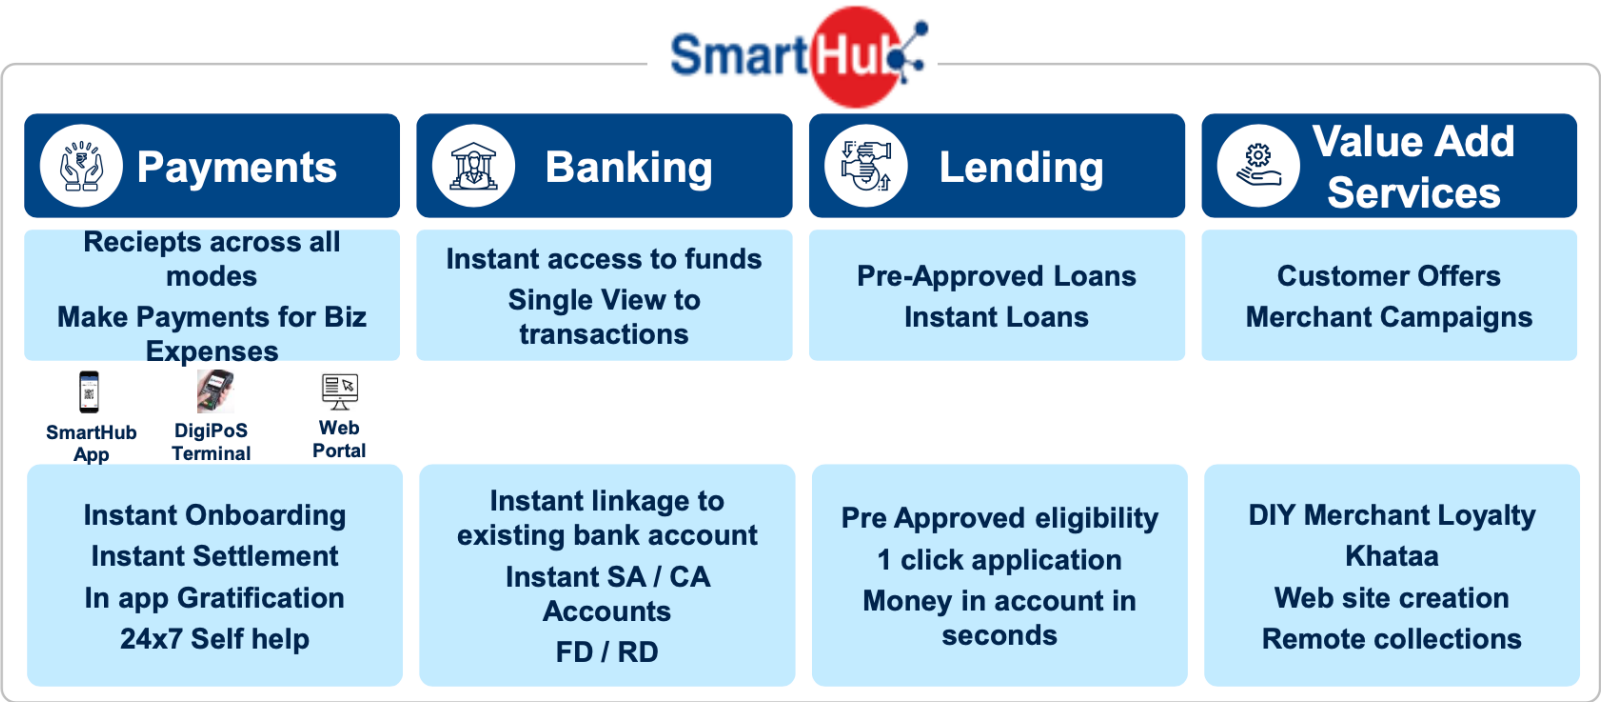 SmartHub
Payments
Banking
Lending
Value Add
Services
Reciepts across all
modes
Make Payments for Biz
Expenses
Instant access to funds
Single View to
transactions
Pre-Approved Loans
Instant Loans
Customer Offers
Merchant Campaigns
SmartHub
App
DigiPoS
Terminal
Web
Portal
Instant Onboarding
Instant Settlement
In app Gratification
24x7 Self help
Instant linkage to
existing bank account
Instant SA / CA
Accounts
FD / RD
Pre Approved eligibility
1 click application
Money in account in
seconds
DIY Merchant Loyalty
Khataa
Web site creation
Remote collections